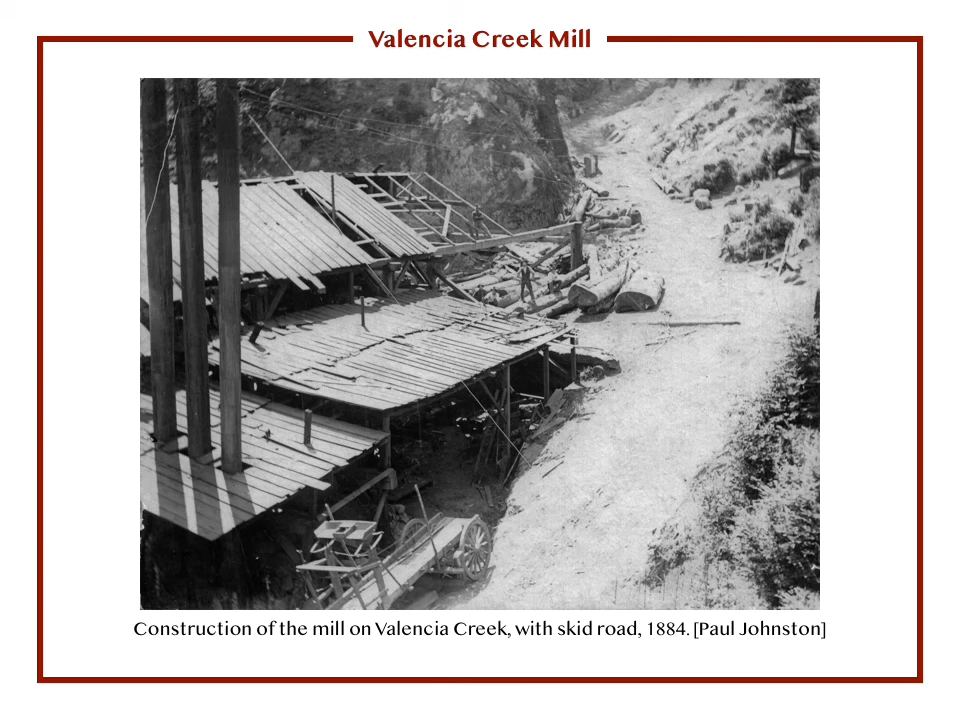 Valencia Creek Mill
Construction of the mill on Valencia Creek, with skid road, 1884. [Paul Johnston]